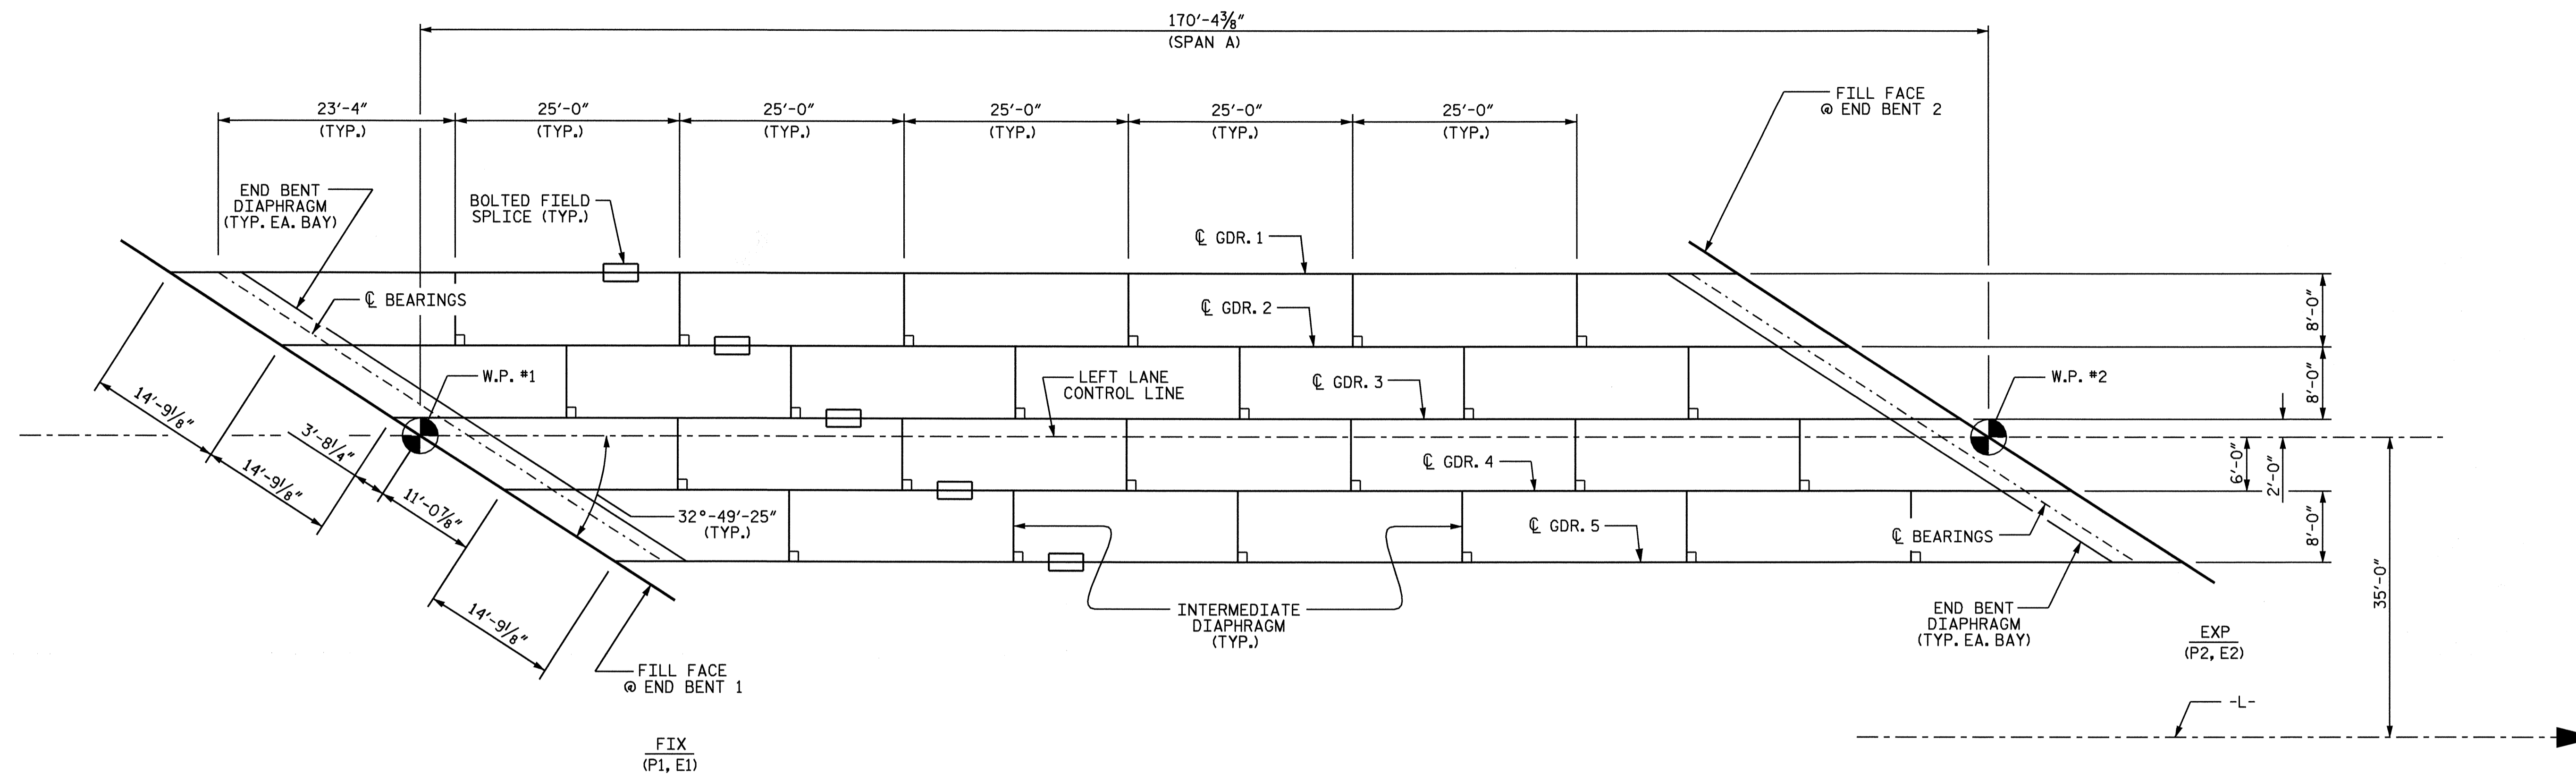 170'-4⅜"
(SPAN A)
23'-4"
(TYP.)
25'-0"
(TYP.)
25'-0"
(TYP.)
25'-0"
(TYP.)
25'-0"
(TYP.)
25'-0"
(TYP.)
FILL FACE
@ END BENT 2
END BENT
DIAPHRAGM
(TYP. EA. BAY)
BOLTED FIELD
SPLICE (TYP.)
℄ GDR. 1
℄ BEARINGS
℄ GDR. 2
8'-0"
W.P. #1
LEFT LANE
CONTROL LINE
℄ GDR. 3
W.P. #2
8'-0"
14'-9⅛"
3'-8¼"
14'-9⅛"
11'-0⅞"
℄ GDR. 4
6'-0"
2'-0"
32°-49'-25"
(TYP.)
℄ GDR. 5
℄ BEARINGS
8'-0"
14'-9⅛"
INTERMEDIATE
DIAPHRAGM
(TYP.)
END BENT
DIAPHRAGM
(TYP. EA. BAY)
35'-0"
EXP
(P2, E2)
FILL FACE
@ END BENT 1
-L-
FIX
(P1, E1)